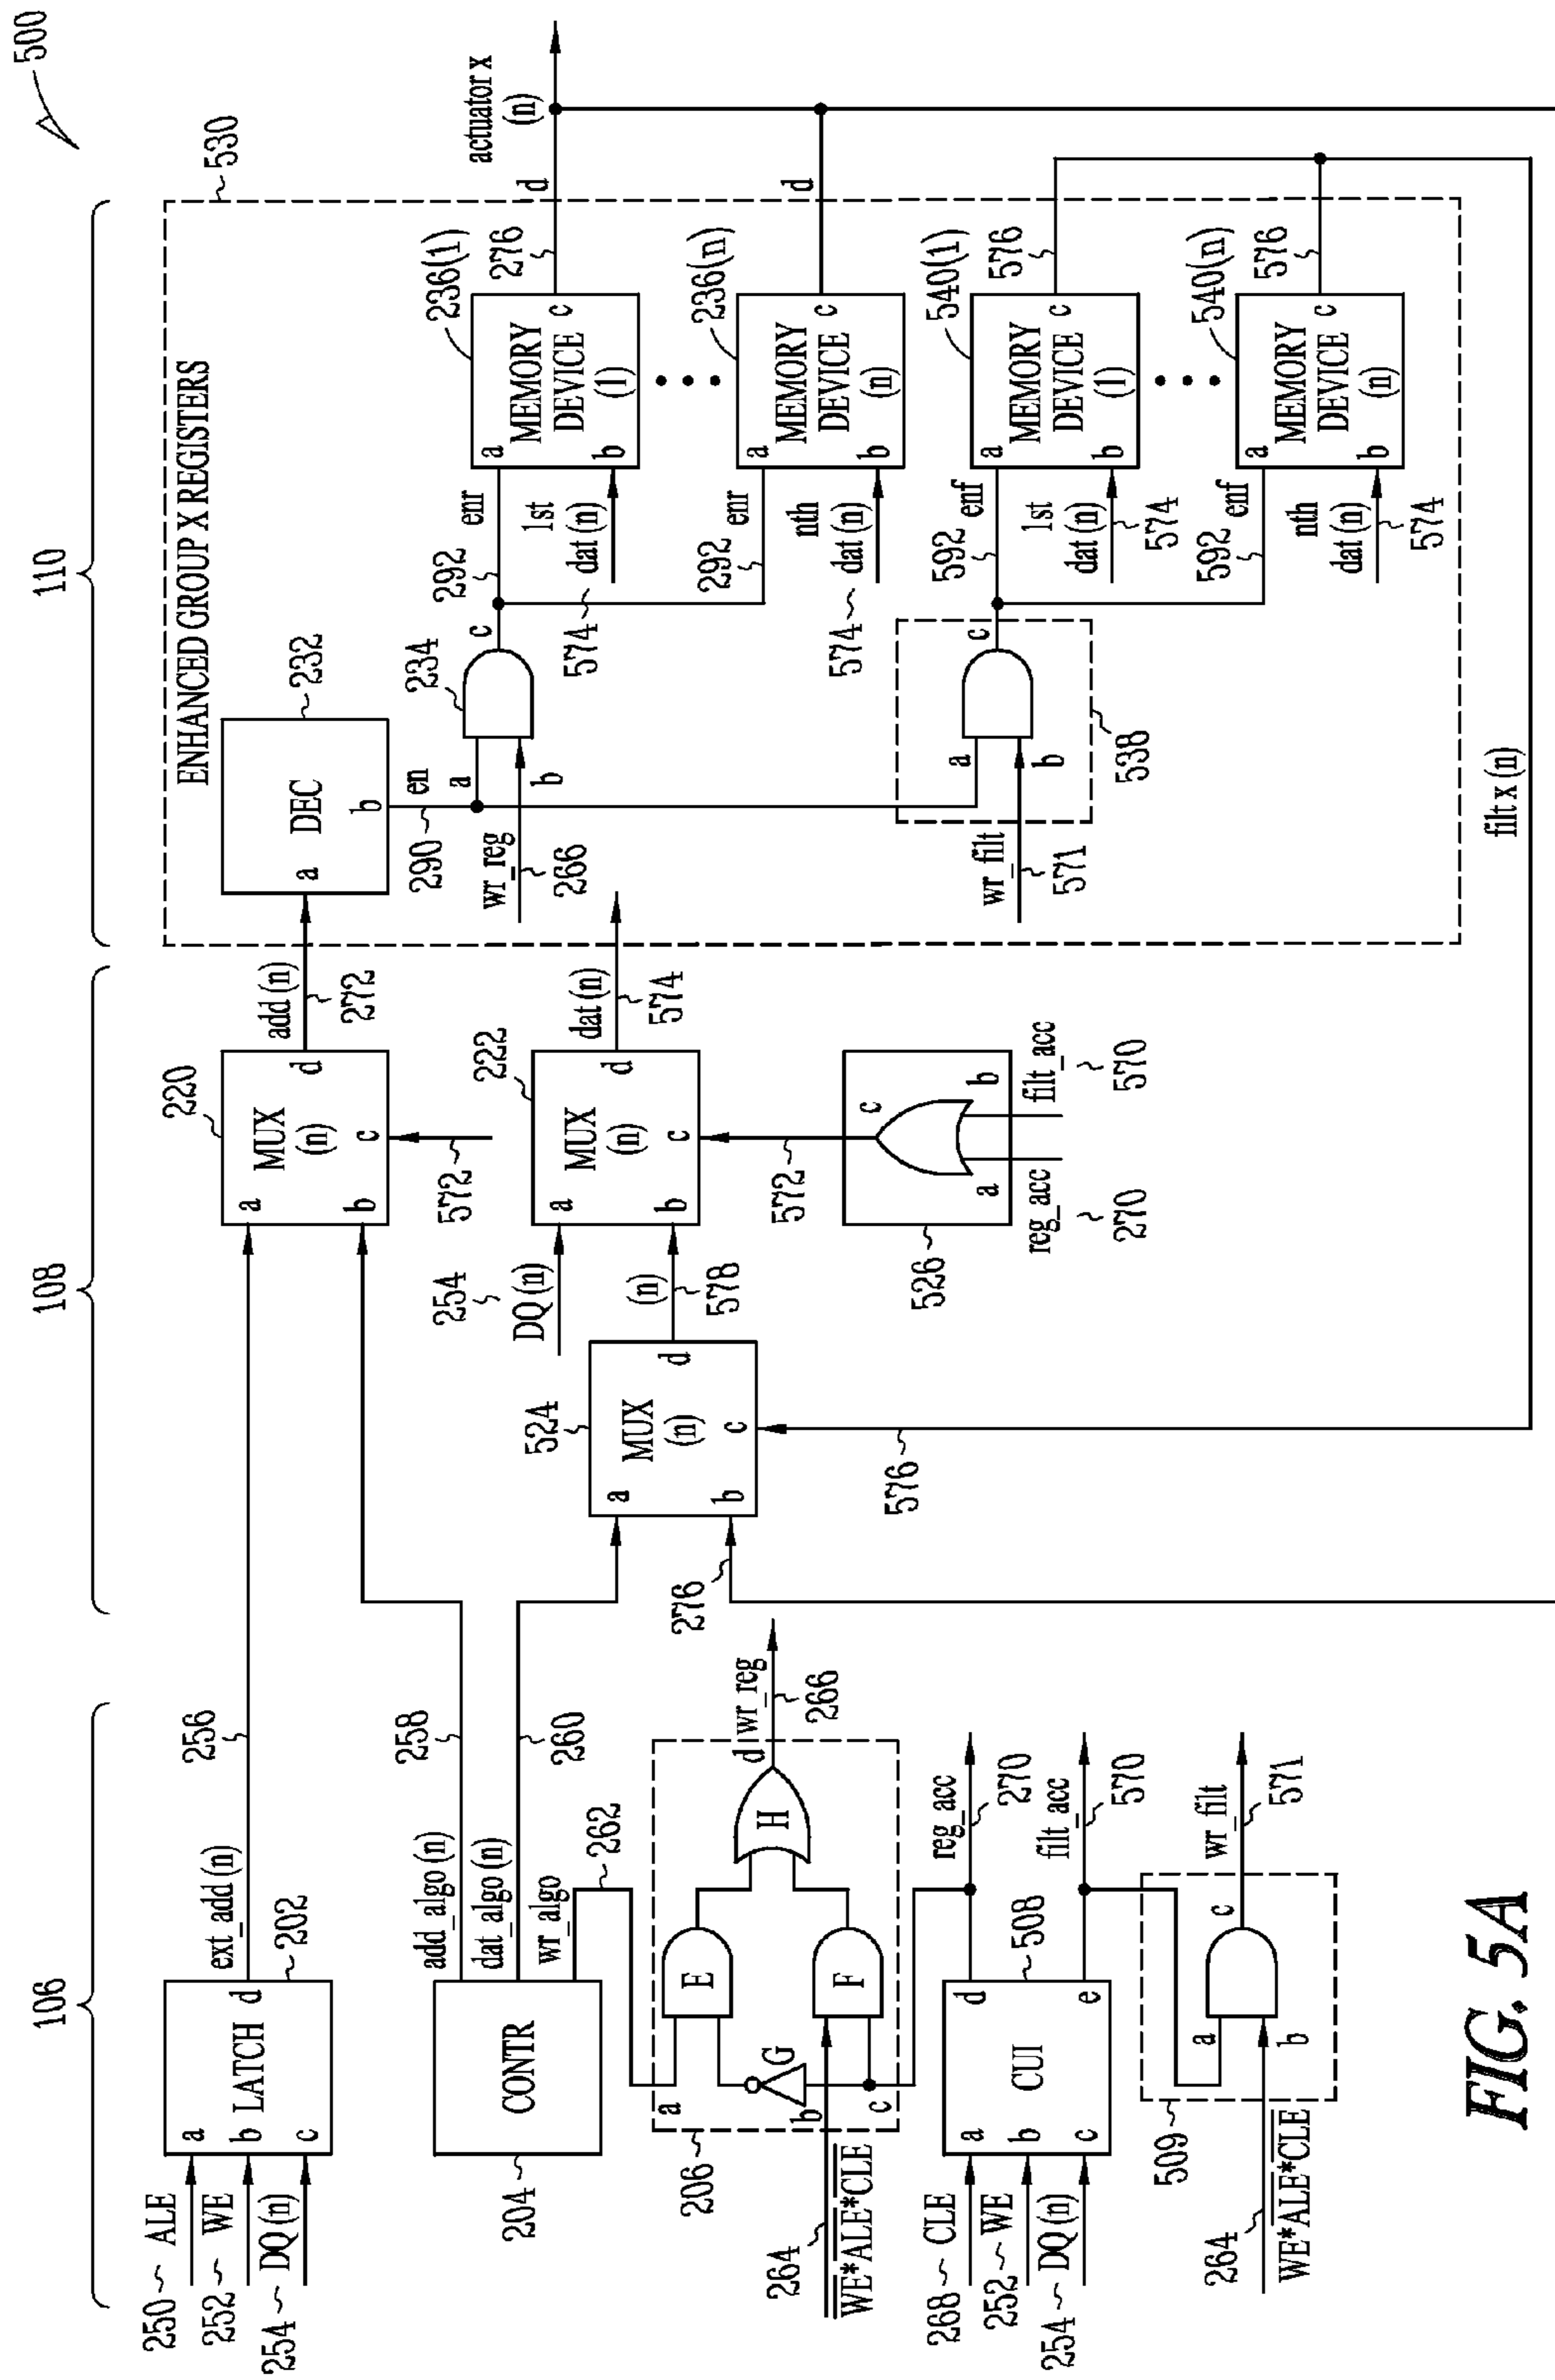 500
106
108
110
250 ALE
252 WE
254 DQ (n)
a
b
c
LATCH
d
ext_add (n)
202
256
204
CONTR
add_algo (n)
dat_algo (n)
wr_algo
258
260
262
206
a
b
c
G
E
F
H
d
wr_reg
266
264
WE*ALE*CLE
268 CLE
252 WE
254 DQ (n)
a
b
c
CUI
d
e
508
reg_acc
270
filt_acc
570
509
a
b
c
264
WE*ALE*CLE
wr_filt
571
220
a
b
MUX
(n)
c
d
572
add (n)
272
254
DQ (n)
222
a
b
MUX
(n)
c
d
572
dat (n)
574
524
a
b
MUX
(n)
c
d
276
576
(n)
578
526
a
b
c
reg_acc
270
filt_acc
570
530
ENHANCED GROUP X REGISTERS
232
a
DEC
b
290
en
a
b
c
234
wr_reg
266
292
enr
a
MEMORY
DEVICE
(1)
b
c
236(1)
276
1st
dat (n)
574
d
actuator x
(n)
292
enr
a
MEMORY
DEVICE
(n)
b
c
236(n)
nth
dat (n)
574
d
538
a
b
c
wr_filt
571
592
enf
a
MEMORY
DEVICE
(1)
b
c
540(1)
576
1st
dat (n)
574
592
enf
a
MEMORY
DEVICE
(n)
b
c
540(n)
576
nth
dat (n)
574
filt x (n)
FIG. 5A